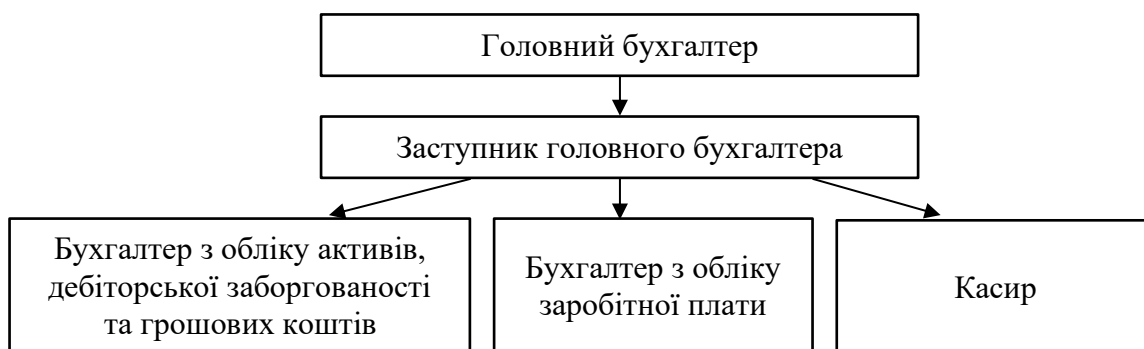 Головний бухгалтер
Заступник головного бухгалтера
Бухгалтер з обліку активів,
дебіторської заборгованості
та грошових коштів
Бухгалтер з обліку
заробітної плати
Касир